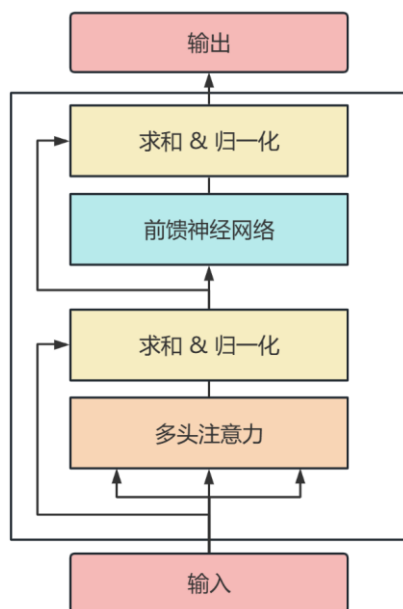 输出
求和 & 归一化
前馈神经网络
求和 & 归一化
多头注意力
输入